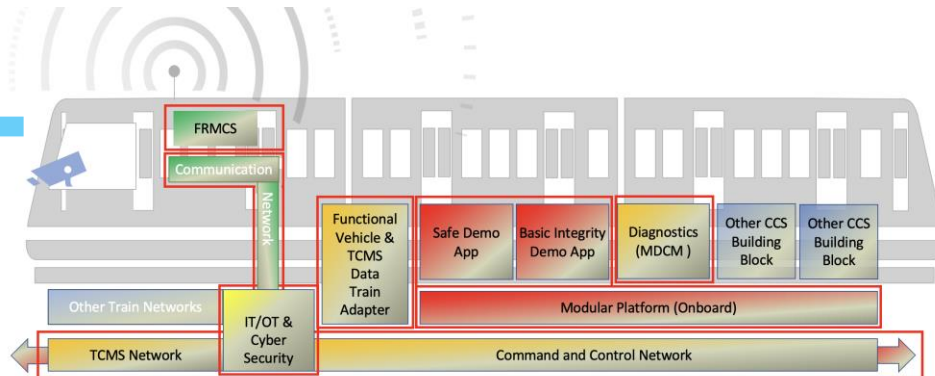 FRMCS
Communication
Network
Functional
Vehicle &
TCMS
Data
Train
Adapter
Safe Demo
App
Basic Integrity
Demo App
Diagnostics
(MDCM )
Other CCS
Building
Block
Other CCS
Building
Block
Other Train Networks
IT/OT &
Cyber
Security
Modular Platform (Onboard)
TCMS Network
Command and Control Network